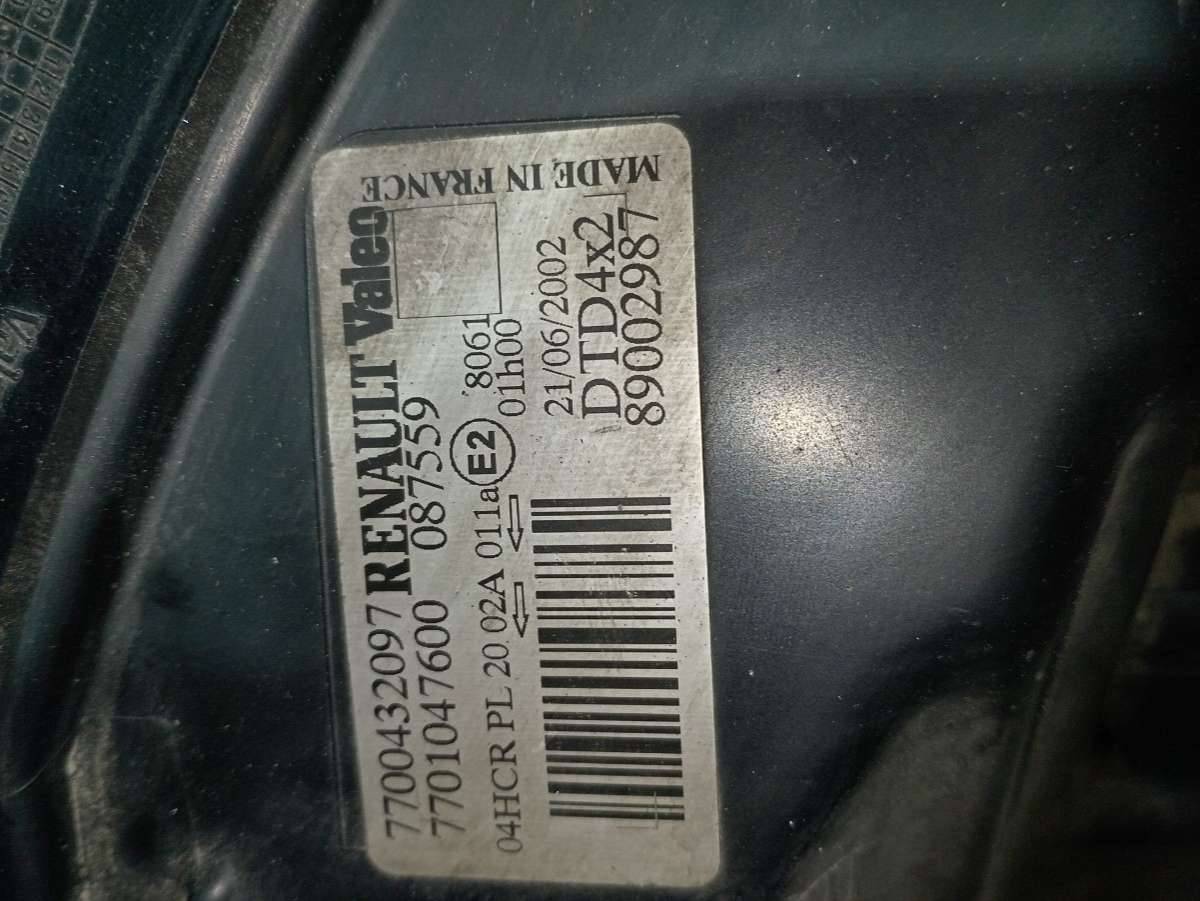 7700432097 RENAULT Valeo
7701047600 087559
04HCR PL 20 02A 011a E2 8061
01h00
21/06/2002
DTD4x2
89002987
MADE IN FRANCE